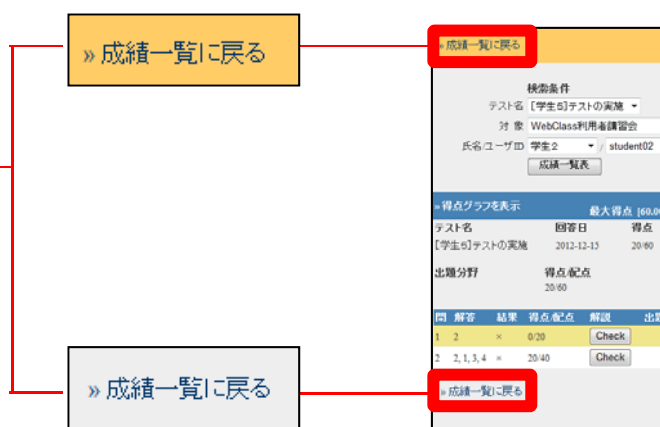 » 成績一覧に戻る
» 成績一覧に戻る
検索条件
テスト名 [学生5]テストの実施
対 象 WebClass利用者講習会
氏名/ユーザID 学生2 / student02
成績一覧表
» 得点グラフを表示 最大得点 [60.0
テスト名 回答日 得点
[学生5]テストの実施 2012-12-15 20/60
出題分野 得点/配点
20/60
問 解答 結果 得点/配点 解説 出題
1 2 × 0/20 Check
2 2, 1, 3, 4 × 20/40 Check
» 成績一覧に戻る
» 成績一覧に戻る